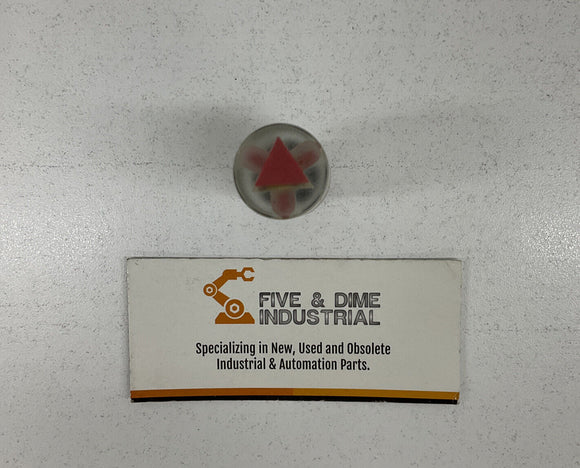 FIVE & DIME
INDUSTRIAL
Specializing in New, Used and Obsolete
Industrial & Automation Parts.